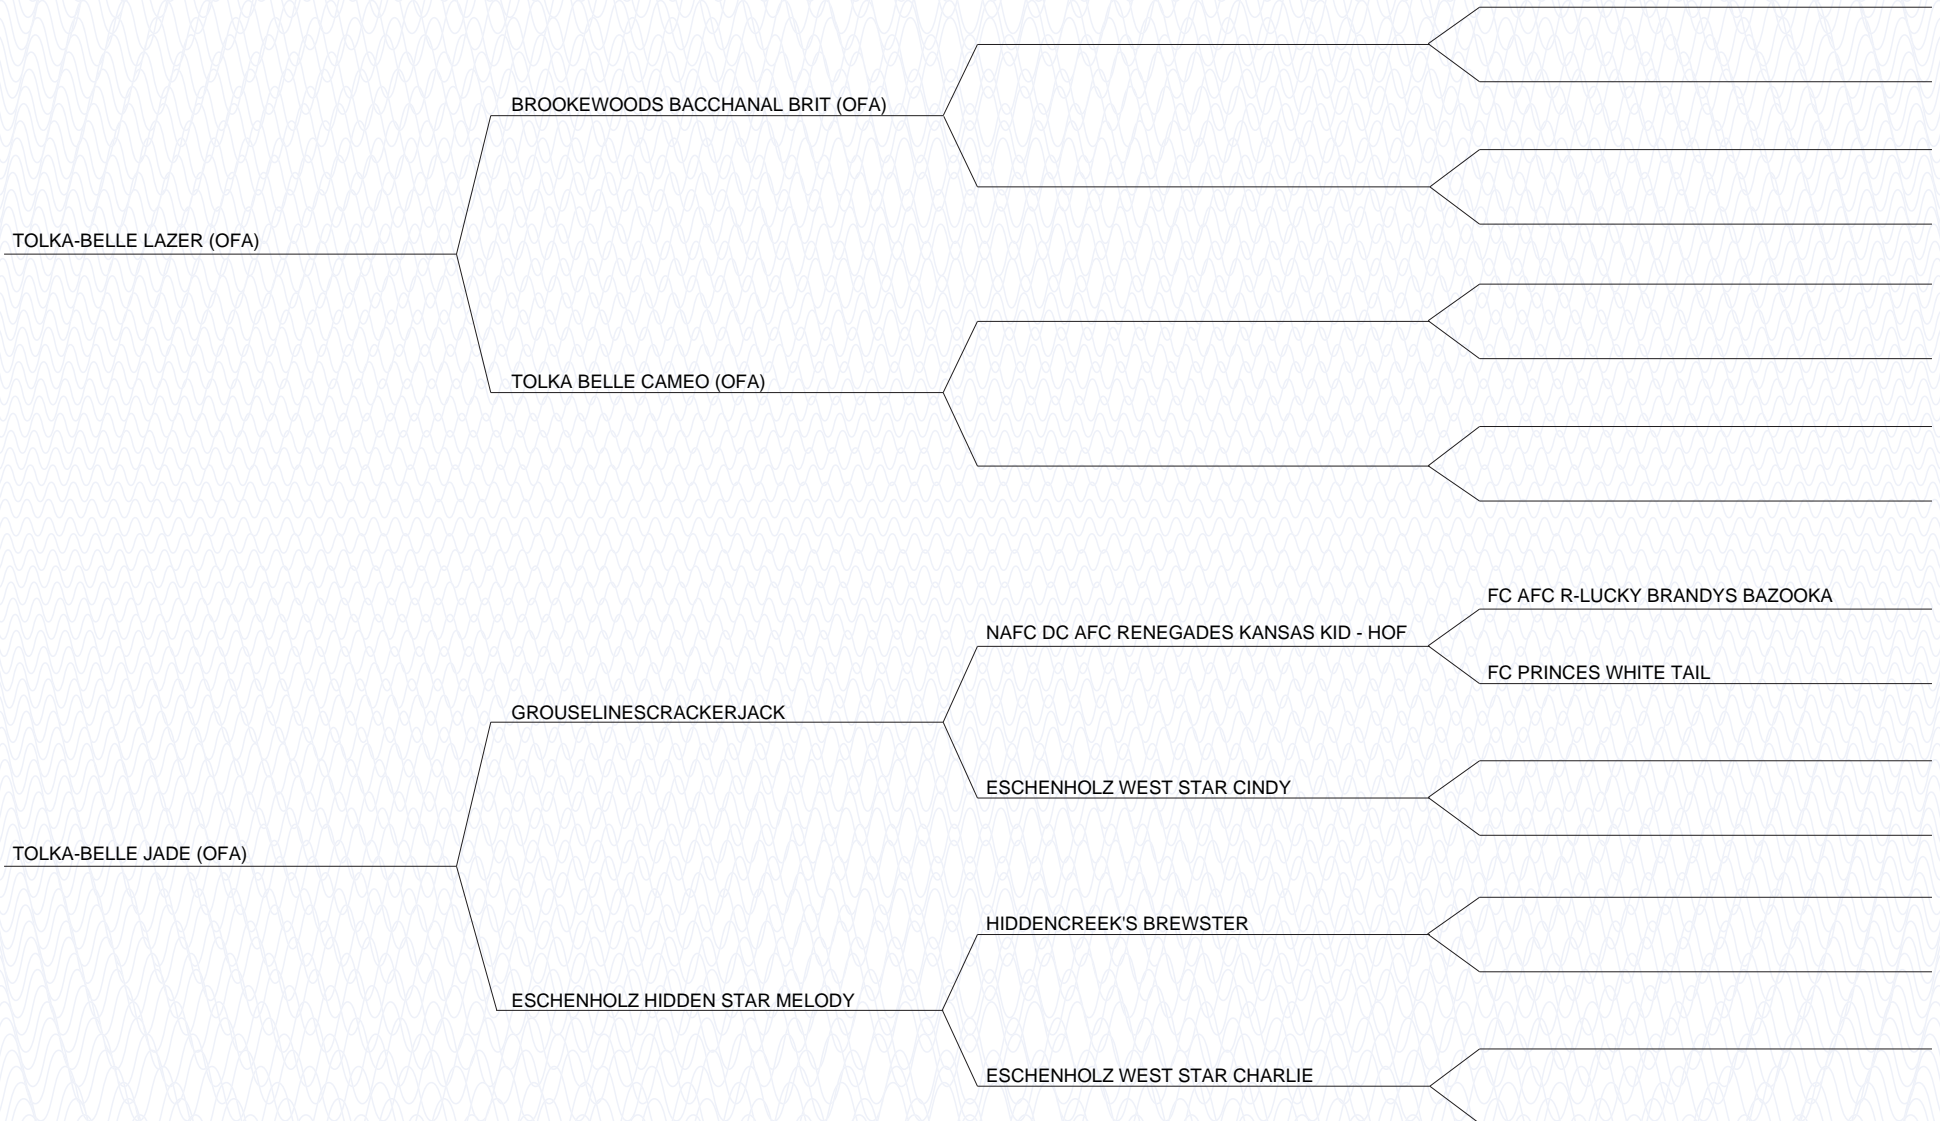 BROOKEWOODS BACCHANAL BRIT (OFA)
TOLKA-BELLE LAZER (OFA)
TOLKA BELLE CAMEO (OFA)
FC AFC R-LUCKY BRANDYS BAZOOKA
NAFC DC AFC RENEGADES KANSAS KID - HOF
FC PRINCES WHITE TAIL
GROUSELINESCRACKERJACK
ESCHENHOLZ WEST STAR CINDY
TOLKA-BELLE JADE (OFA)
HIDDENCREEK'S BREWSTER
ESCHENHOLZ HIDDEN STAR MELODY
ESCHENHOLZ WEST STAR CHARLIE